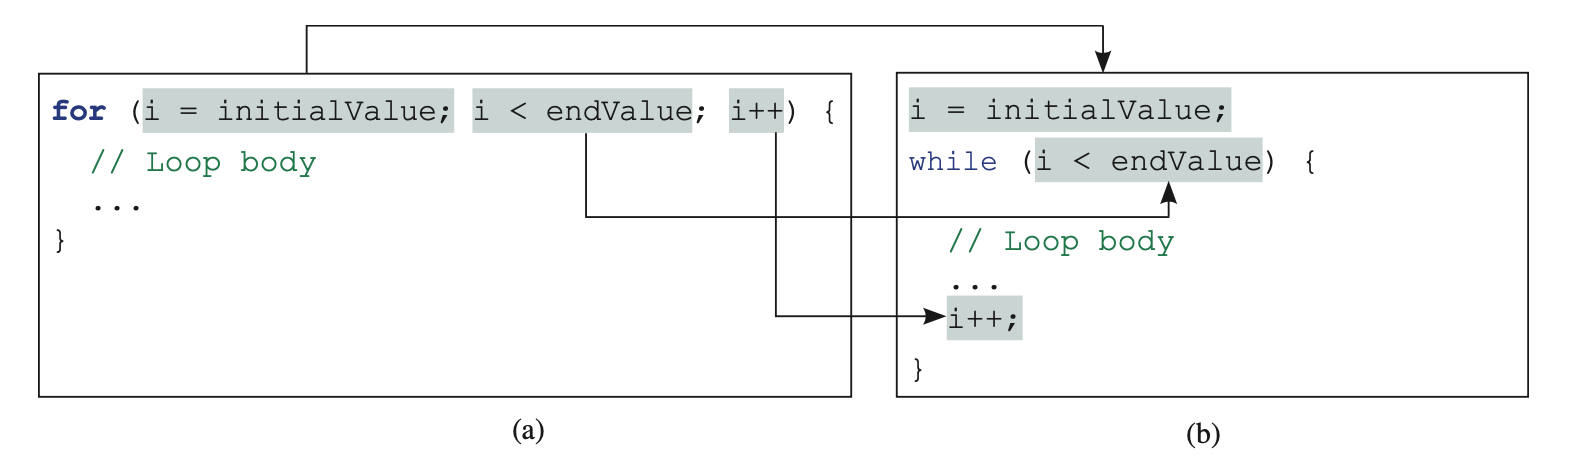 for (i = initialValue; i < endValue; i++) {
// Loop body
...
}
(a)
i = initialValue;
while (i < endValue) {
// Loop body
...
i++;
}
(b)